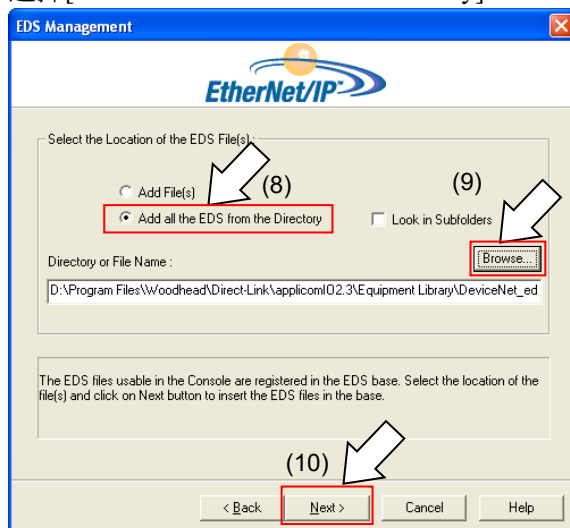 EDS Management
EtherNet/IP
Select the Location of the EDS File(s) :
Add File(s)
(8)
(9)
Add all the EDS from the Directory
Look in Subfolders
Directory or File Name :
Browse...
D:\Program Files\Woodhead\Direct-Link\applicomIO2.3\Equipment Library\DeviceNet_ed
The EDS files usable in the Console are registered in the EDS base. Select the location of the
file(s) and click on Next button to insert the EDS files in the base.
(10)
< Back
Next >
Cancel
Help